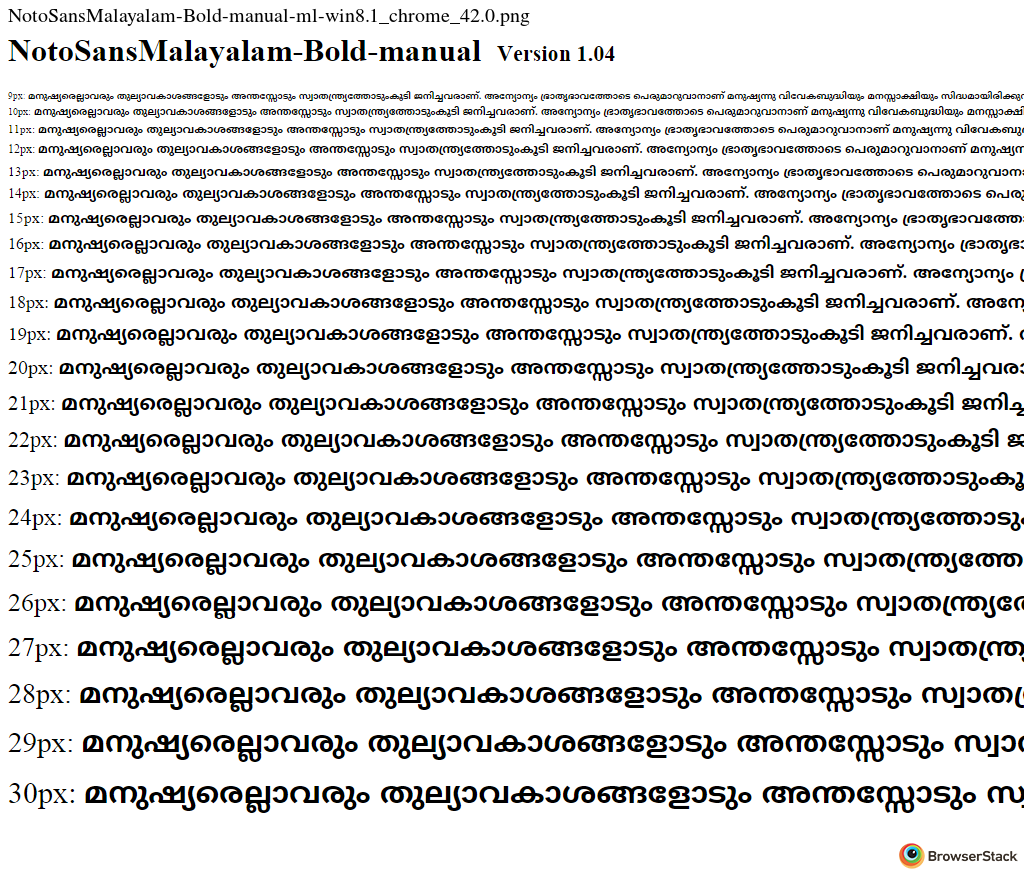 NotoSansMalayalam-Bold-manual-ml-win8.1_chrome_42.0.png
NotoSansMalayalam-Bold-manual Version 1.04
9px: മനുഷ്യരെല്ലാവരും തുല്യാവകാശങ്ങളോടും അന്തസ്സോടും സ്വാതന്ത്ര്യത്തോടുംകൂടി ജനിച്ചവരാണ്. അന്യോന്യം ഭ്രാതൃഭാവത്തോടെ പെരുമാറുവാനാണ് മനുഷ്യന്നു വിവേകബുദ്ധിയും മനസ്സാക്ഷിയും സിദ്ധമായിരിക്കുന
10px: മനുഷ്യരെല്ലാവരും തുല്യാവകാശങ്ങളോടും അന്തസ്സോടും സ്വാതന്ത്ര്യത്തോടുംകൂടി ജനിച്ചവരാണ്. അന്യോന്യം ഭ്രാതൃഭാവത്തോടെ പെരുമാറുവാനാണ് മനുഷ്യന്നു വിവേകബുദ്ധിയും മനസ്സാക്ഷി
11px: മനുഷ്യരെല്ലാവരും തുല്യാവകാശങ്ങളോടും അന്തസ്സോടും സ്വാതന്ത്ര്യത്തോടുംകൂടി ജനിച്ചവരാണ്. അന്യോന്യം ഭ്രാതൃഭാവത്തോടെ പെരുമാറുവാനാണ് മനുഷ്യന്നു വിവേകബു
12px: മനുഷ്യരെല്ലാവരും തുല്യാവകാശങ്ങളോടും അന്തസ്സോടും സ്വാതന്ത്ര്യത്തോടുംകൂടി ജനിച്ചവരാണ്. അന്യോന്യം ഭ്രാതൃഭാവത്തോടെ പെരുമാറുവാനാണ് മനുഷ്യന
13px: മനുഷ്യരെല്ലാവരും തുല്യാവകാശങ്ങളോടും അന്തസ്സോടും സ്വാതന്ത്ര്യത്തോടുംകൂടി ജനിച്ചവരാണ്. അന്യോന്യം ഭ്രാതൃഭാവത്തോടെ പെരുമാറുവാനാ
14px: മനുഷ്യരെല്ലാവരും തുല്യാവകാശങ്ങളോടും അന്തസ്സോടും സ്വാതന്ത്ര്യത്തോടുംകൂടി ജനിച്ചവരാണ്. അന്യോന്യം ഭ്രാതൃഭാവത്തോടെ പെരു
15px: മനുഷ്യരെല്ലാവരും തുല്യാവകാശങ്ങളോടും അന്തസ്സോടും സ്വാതന്ത്ര്യത്തോടുംകൂടി ജനിച്ചവരാണ്. അന്യോന്യം ഭ്രാതൃഭാവത്തോ
16px: മനുഷ്യരെല്ലാവരും തുല്യാവകാശങ്ങളോടും അന്തസ്സോടും സ്വാതന്ത്ര്യത്തോടുംകൂടി ജനിച്ചവരാണ്. അന്യോന്യം ഭ്രാതൃഭാ
17px: മനുഷ്യരെല്ലാവരും തുല്യാവകാശങ്ങളോടും അന്തസ്സോടും സ്വാതന്ത്ര്യത്തോടുംകൂടി ജനിച്ചവരാണ്. അന്യോന്യം
18px: മനുഷ്യരെല്ലാവരും തുല്യാവകാശങ്ങളോടും അന്തസ്സോടും സ്വാതന്ത്ര്യത്തോടുംകൂടി ജനിച്ചവരാണ്. അന്യേ
19px: മനുഷ്യരെല്ലാവരും തുല്യാവകാശങ്ങളോടും അന്തസ്സോടും സ്വാതന്ത്ര്യത്തോടുംകൂടി ജനിച്ചവരാണ്.
20px: മനുഷ്യരെല്ലാവരും തുല്യാവകാശങ്ങളോടും അന്തസ്സോടും സ്വാതന്ത്ര്യത്തോടുംകൂടി ജനിച്ചവരാ
21px: മനുഷ്യരെല്ലാവരും തുല്യാവകാശങ്ങളോടും അന്തസ്സോടും സ്വാതന്ത്ര്യത്തോടുംകൂടി ജനിച്ച
22px: മനുഷ്യരെല്ലാവരും തുല്യാവകാശങ്ങളോടും അന്തസ്സോടും സ്വാതന്ത്ര്യത്തോടുംകൂടി ജ
23px: മനുഷ്യരെല്ലാവരും തുല്യാവകാശങ്ങളോടും അന്തസ്സോടും സ്വാതന്ത്ര്യത്തോടുംകൂ
24px: മനുഷ്യരെല്ലാവരും തുല്യാവകാശങ്ങളോടും അന്തസ്സോടും സ്വാതന്ത്ര്യത്തോടു
25px: മനുഷ്യരെല്ലാവരും തുല്യാവകാശങ്ങളോടും അന്തസ്സോടും സ്വാതന്ത്ര്യത്തോ
26px: മനുഷ്യരെല്ലാവരും തുല്യാവകാശങ്ങളോടും അന്തസ്സോടും സ്വാതന്ത്ര്യ
27px: മനുഷ്യരെല്ലാവരും തുല്യാവകാശങ്ങളോടും അന്തസ്സോടും സ്വാതന്ത്ര
28px: മനുഷ്യരെല്ലാവരും തുല്യാവകാശങ്ങളോടും അന്തസ്സോടും സ്വാത
29px: മനുഷ്യരെല്ലാവരും തുല്യാവകാശങ്ങളോടും അന്തസ്സോടും സ്വാ
30px: മനുഷ്യരെല്ലാവരും തുല്യാവകാശങ്ങളോടും അന്തസ്സോടും സ്വ
BrowserStack